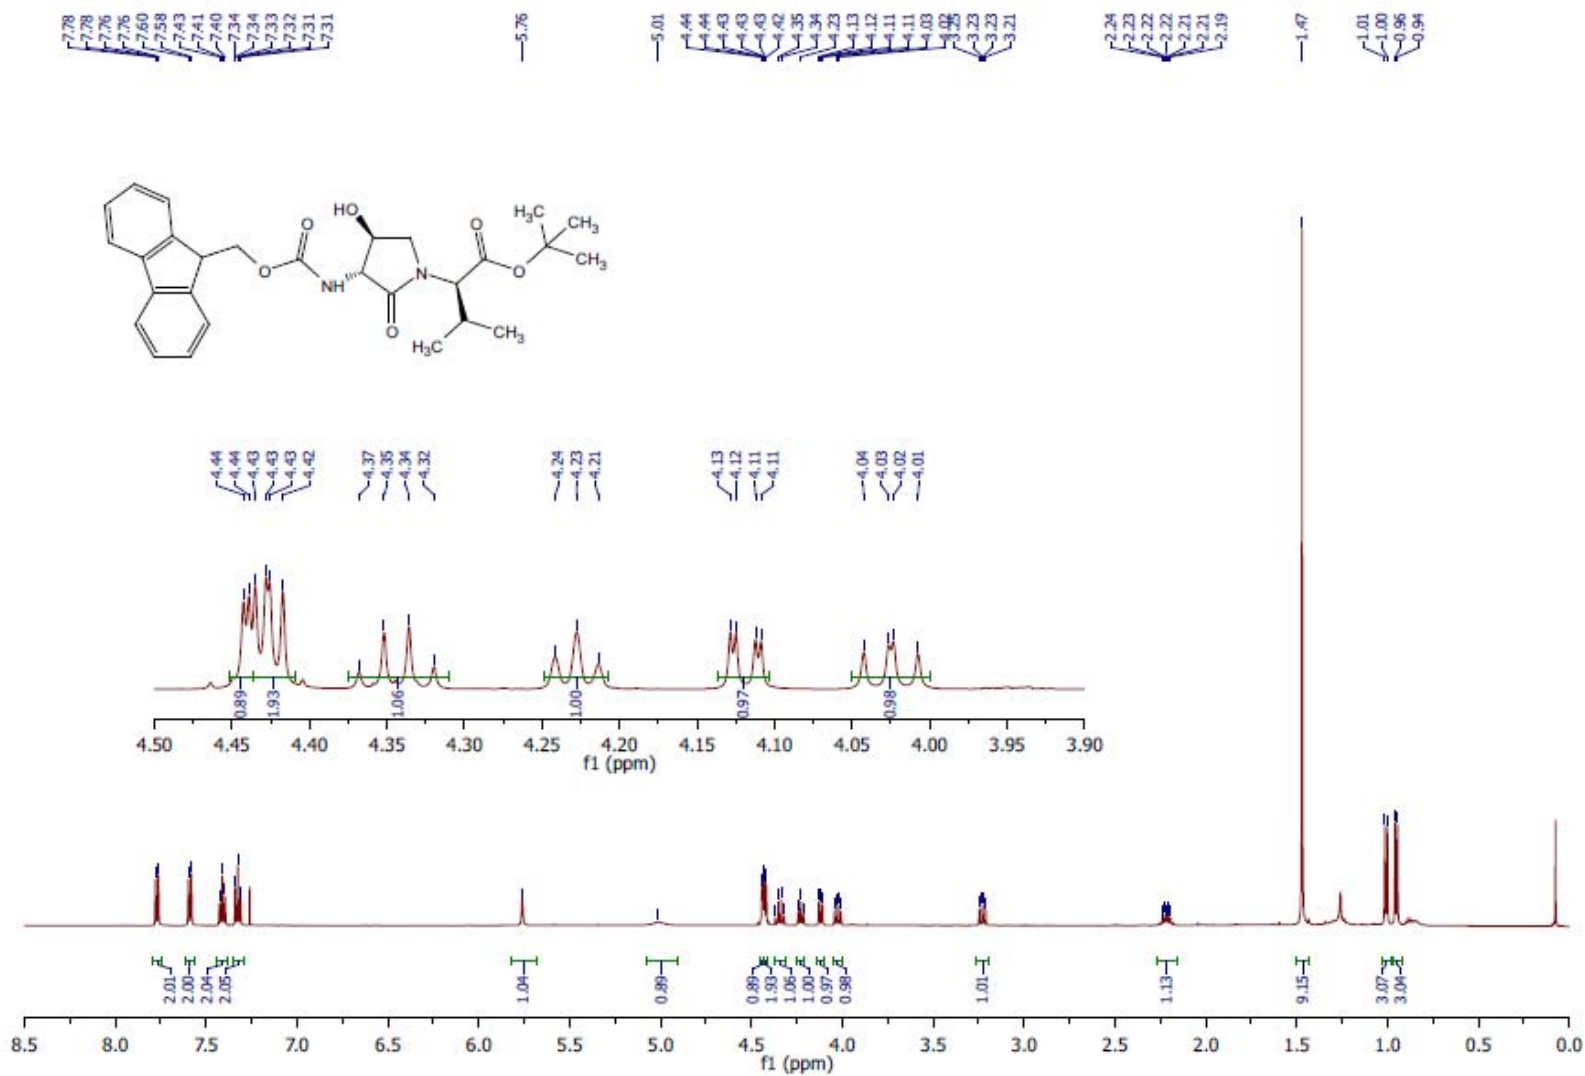 7.78 7.78 7.76 7.76 7.60 7.58 7.43 7.41 7.40 7.34 7.34 7.33 7.32 7.31 7.31 5.76 5.01 4.44 4.44 4.43 4.43 4.43 4.42 4.35 4.34 4.23 4.13 4.12 4.11 4.11 4.03 4.02 3.25 3.23 3.23 3.21 2.24 2.23 2.22 2.22 2.21 2.21 2.19 1.47 1.01 1.00 0.96 0.94
HO O O H₃C CH₃
O NH N O CH₃
O H₃C CH₃
4.44 4.44 4.43 4.43 4.43 4.42 4.37 4.35 4.34 4.32 4.24 4.23 4.21 4.13 4.12 4.11 4.11 4.04 4.03 4.02 4.01
0.89 1.93 1.06 1.00 0.97 0.98
4.50 4.45 4.40 4.35 4.30 4.25 4.20 4.15 4.10 4.05 4.00 3.95 3.90
f1 (ppm)
2.01 2.00 2.04 2.05 1.04 0.89 0.89 1.93 1.06 1.00 0.97 0.98 1.01 1.13 9.15 3.07 3.04
8.5 8.0 7.5 7.0 6.5 6.0 5.5 5.0 4.5 4.0 3.5 3.0 2.5 2.0 1.5 1.0 0.5 0.0
f1 (ppm)